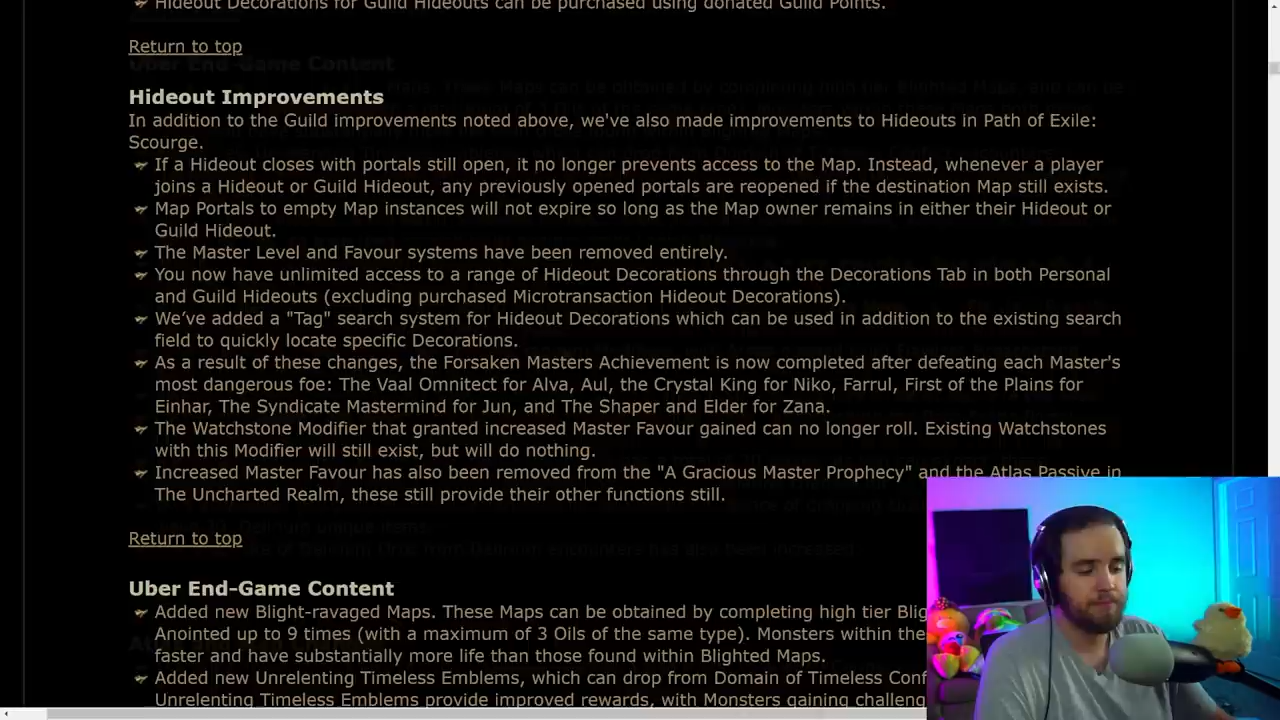 Hideout Decorations for Guild Hideouts can be purchased using donated Guild Points.
Return to top
Hideout Improvements
In addition to the Guild improvements noted above, we've also made improvements to Hideouts in Path of Exile:
Scourge.
If a Hideout closes with portals still open, it no longer prevents access to the Map. Instead, whenever a player
joins a Hideout or Guild Hideout, any previously opened portals are reopened if the destination Map still exists.
Map Portals to empty Map instances will not expire so long as the Map owner remains in either their Hideout or
Guild Hideout.
The Master Level and Favour systems have been removed entirely.
You now have unlimited access to a range of Hideout Decorations through the Decorations Tab in both Personal
and Guild Hideouts (excluding purchased Microtransaction Hideout Decorations).
We’ve added a "Tag" search system for Hideout Decorations which can be used in addition to the existing search
field to quickly locate specific Decorations.
As a result of these changes, the Forsaken Masters Achievement is now completed after defeating each Master's
most dangerous foe: The Vaal Omnitect for Alva, Aul, the Crystal King for Niko, Farrul, First of the Plains for
Einhar, The Syndicate Mastermind for Jun, and The Shaper and Elder for Zana.
The Watchstone Modifier that granted increased Master Favour gained can no longer roll. Existing Watchstones
with this Modifier will still exist, but will do nothing.
Increased Master Favour has also been removed from the "A Gracious Master Prophecy" and the Atlas Passive in
The Uncharted Realm, these still provide their other functions still.
Return to top
Uber End-Game Content
Added new Blight-ravaged Maps. These Maps can be obtained by completing high tier Blig
Anointed up to 9 times (with a maximum of 3 Oils of the same type). Monsters within the
faster and have substantially more life than those found within Blighted Maps.
Added new Unrelenting Timeless Emblems, which can drop from Domain of Timeless Conf
Unrelenting Timeless Emblems provide improved rewards, with Monsters gaining challeng